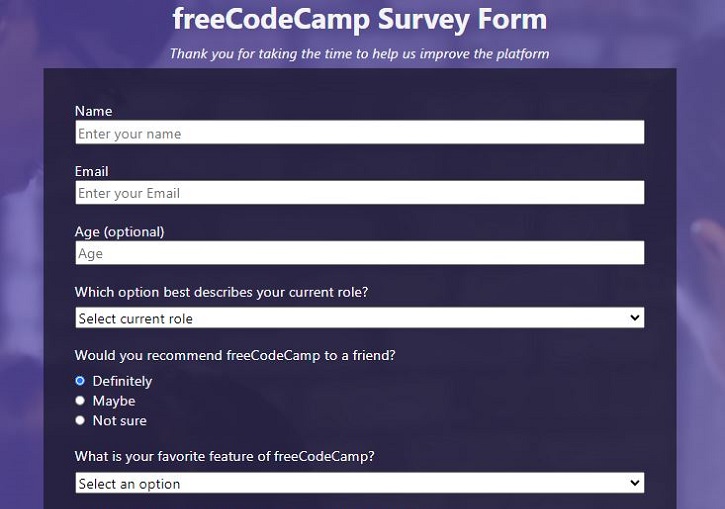 freeCodeCamp Survey Form
Thank you for taking the time to help us improve the platform
Name
Enter your name
Email
Enter your Email
Age (optional)
Age
Which option best describes your current role?
Select current role
Would you recommend freeCodeCamp to a friend?
Definitely
Maybe
Not sure
What is your favorite feature of freeCodeCamp?
Select an option